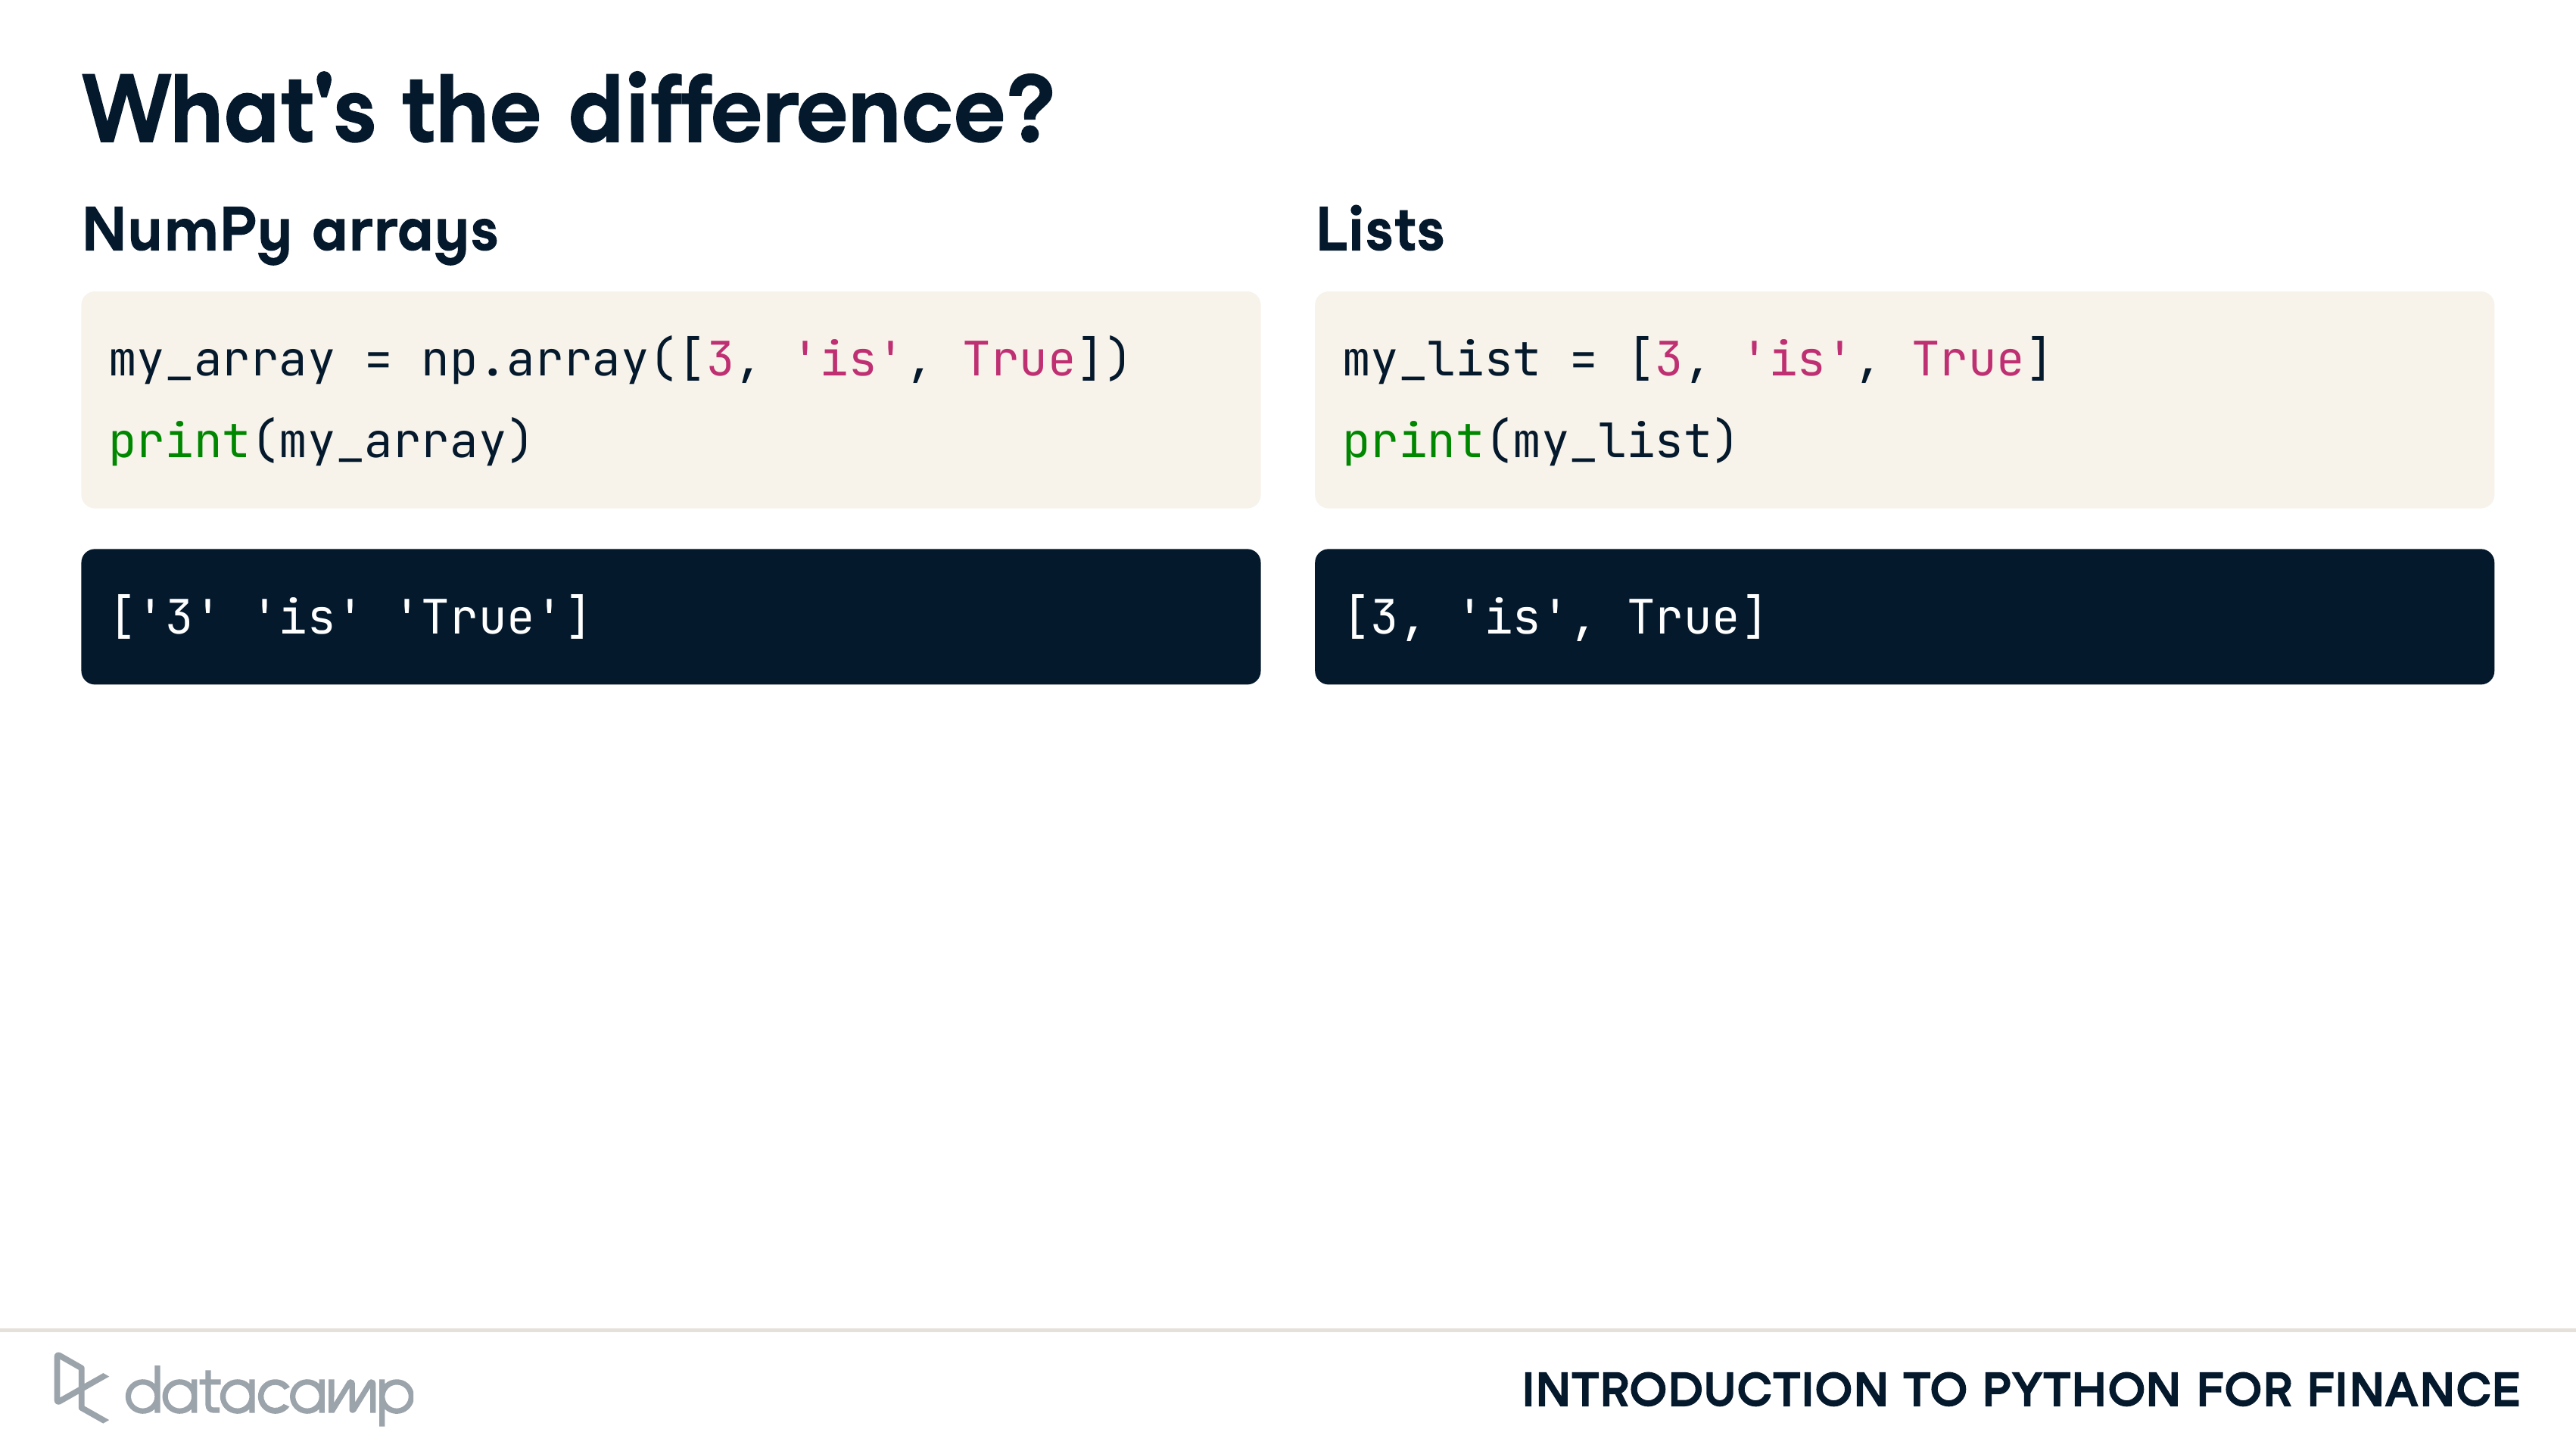 What's the difference?
NumPy arrays
my_array = np.array([3, 'is', True])
print(my_array)
['3' 'is' 'True']
Lists
my_list = [3, 'is', True]
print(my_list)
[3, 'is', True]
datacamp
INTRODUCTION TO PYTHON FOR FINANCE